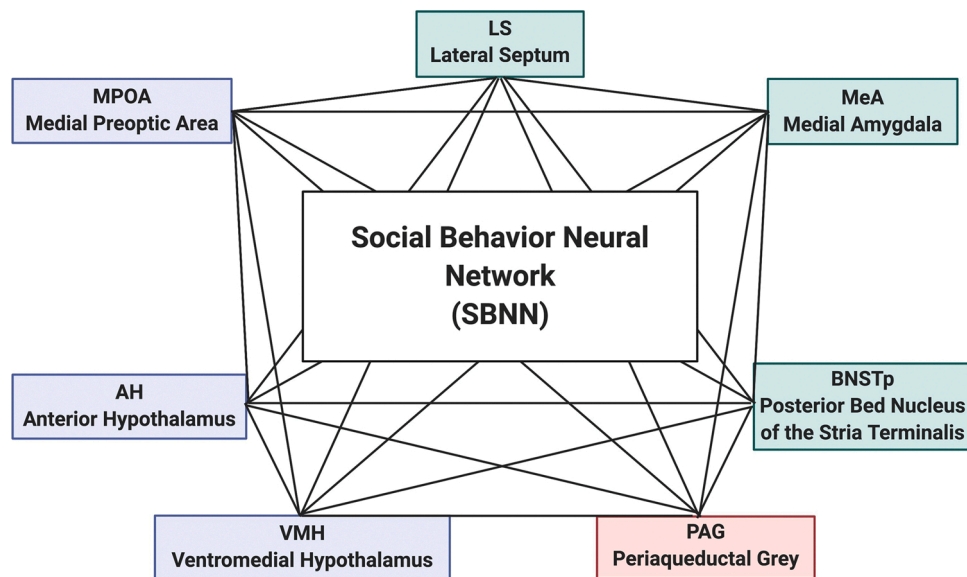 LS
Lateral Septum
MPOA
Medial Preoptic Area
MeA
Medial Amygdala
Social Behavior Neural
Network
(SBNN)
AH
Anterior Hypothalamus
BNSTp
Posterior Bed Nucleus
of the Stria Terminalis
VMH
Ventromedial Hypothalamus
PAG
Periaqueductal Grey